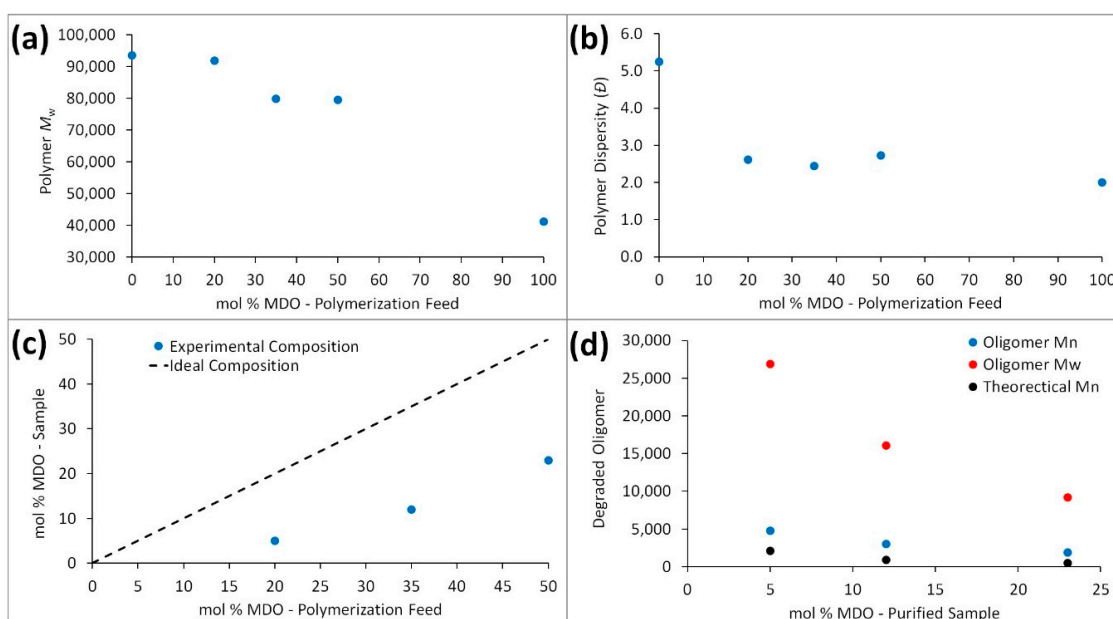 (a)
100,000
90,000
80,000
70,000
60,000
50,000
40,000
30,000
Polymer Mw
0 10 20 30 40 50 60 70 80 90 100
mol % MDO - Polymerization Feed
(b)
6.0
5.0
4.0
3.0
2.0
1.0
0.0
Polymer Dispersity (Đ)
0 10 20 30 40 50 60 70 80 90 100
mol % MDO - Polymerization Feed
(c)
Experimental Composition
Ideal Composition
50
40
30
20
10
0
mol % MDO - Sample
0 5 10 15 20 25 30 35 40 45 50
mol % MDO - Polymerization Feed
(d)
Oligomer Mn
Oligomer Mw
Theorectical Mn
30,000
25,000
20,000
15,000
10,000
5,000
0
Degraded Oligomer
0 5 10 15 20 25
mol % MDO - Purified Sample